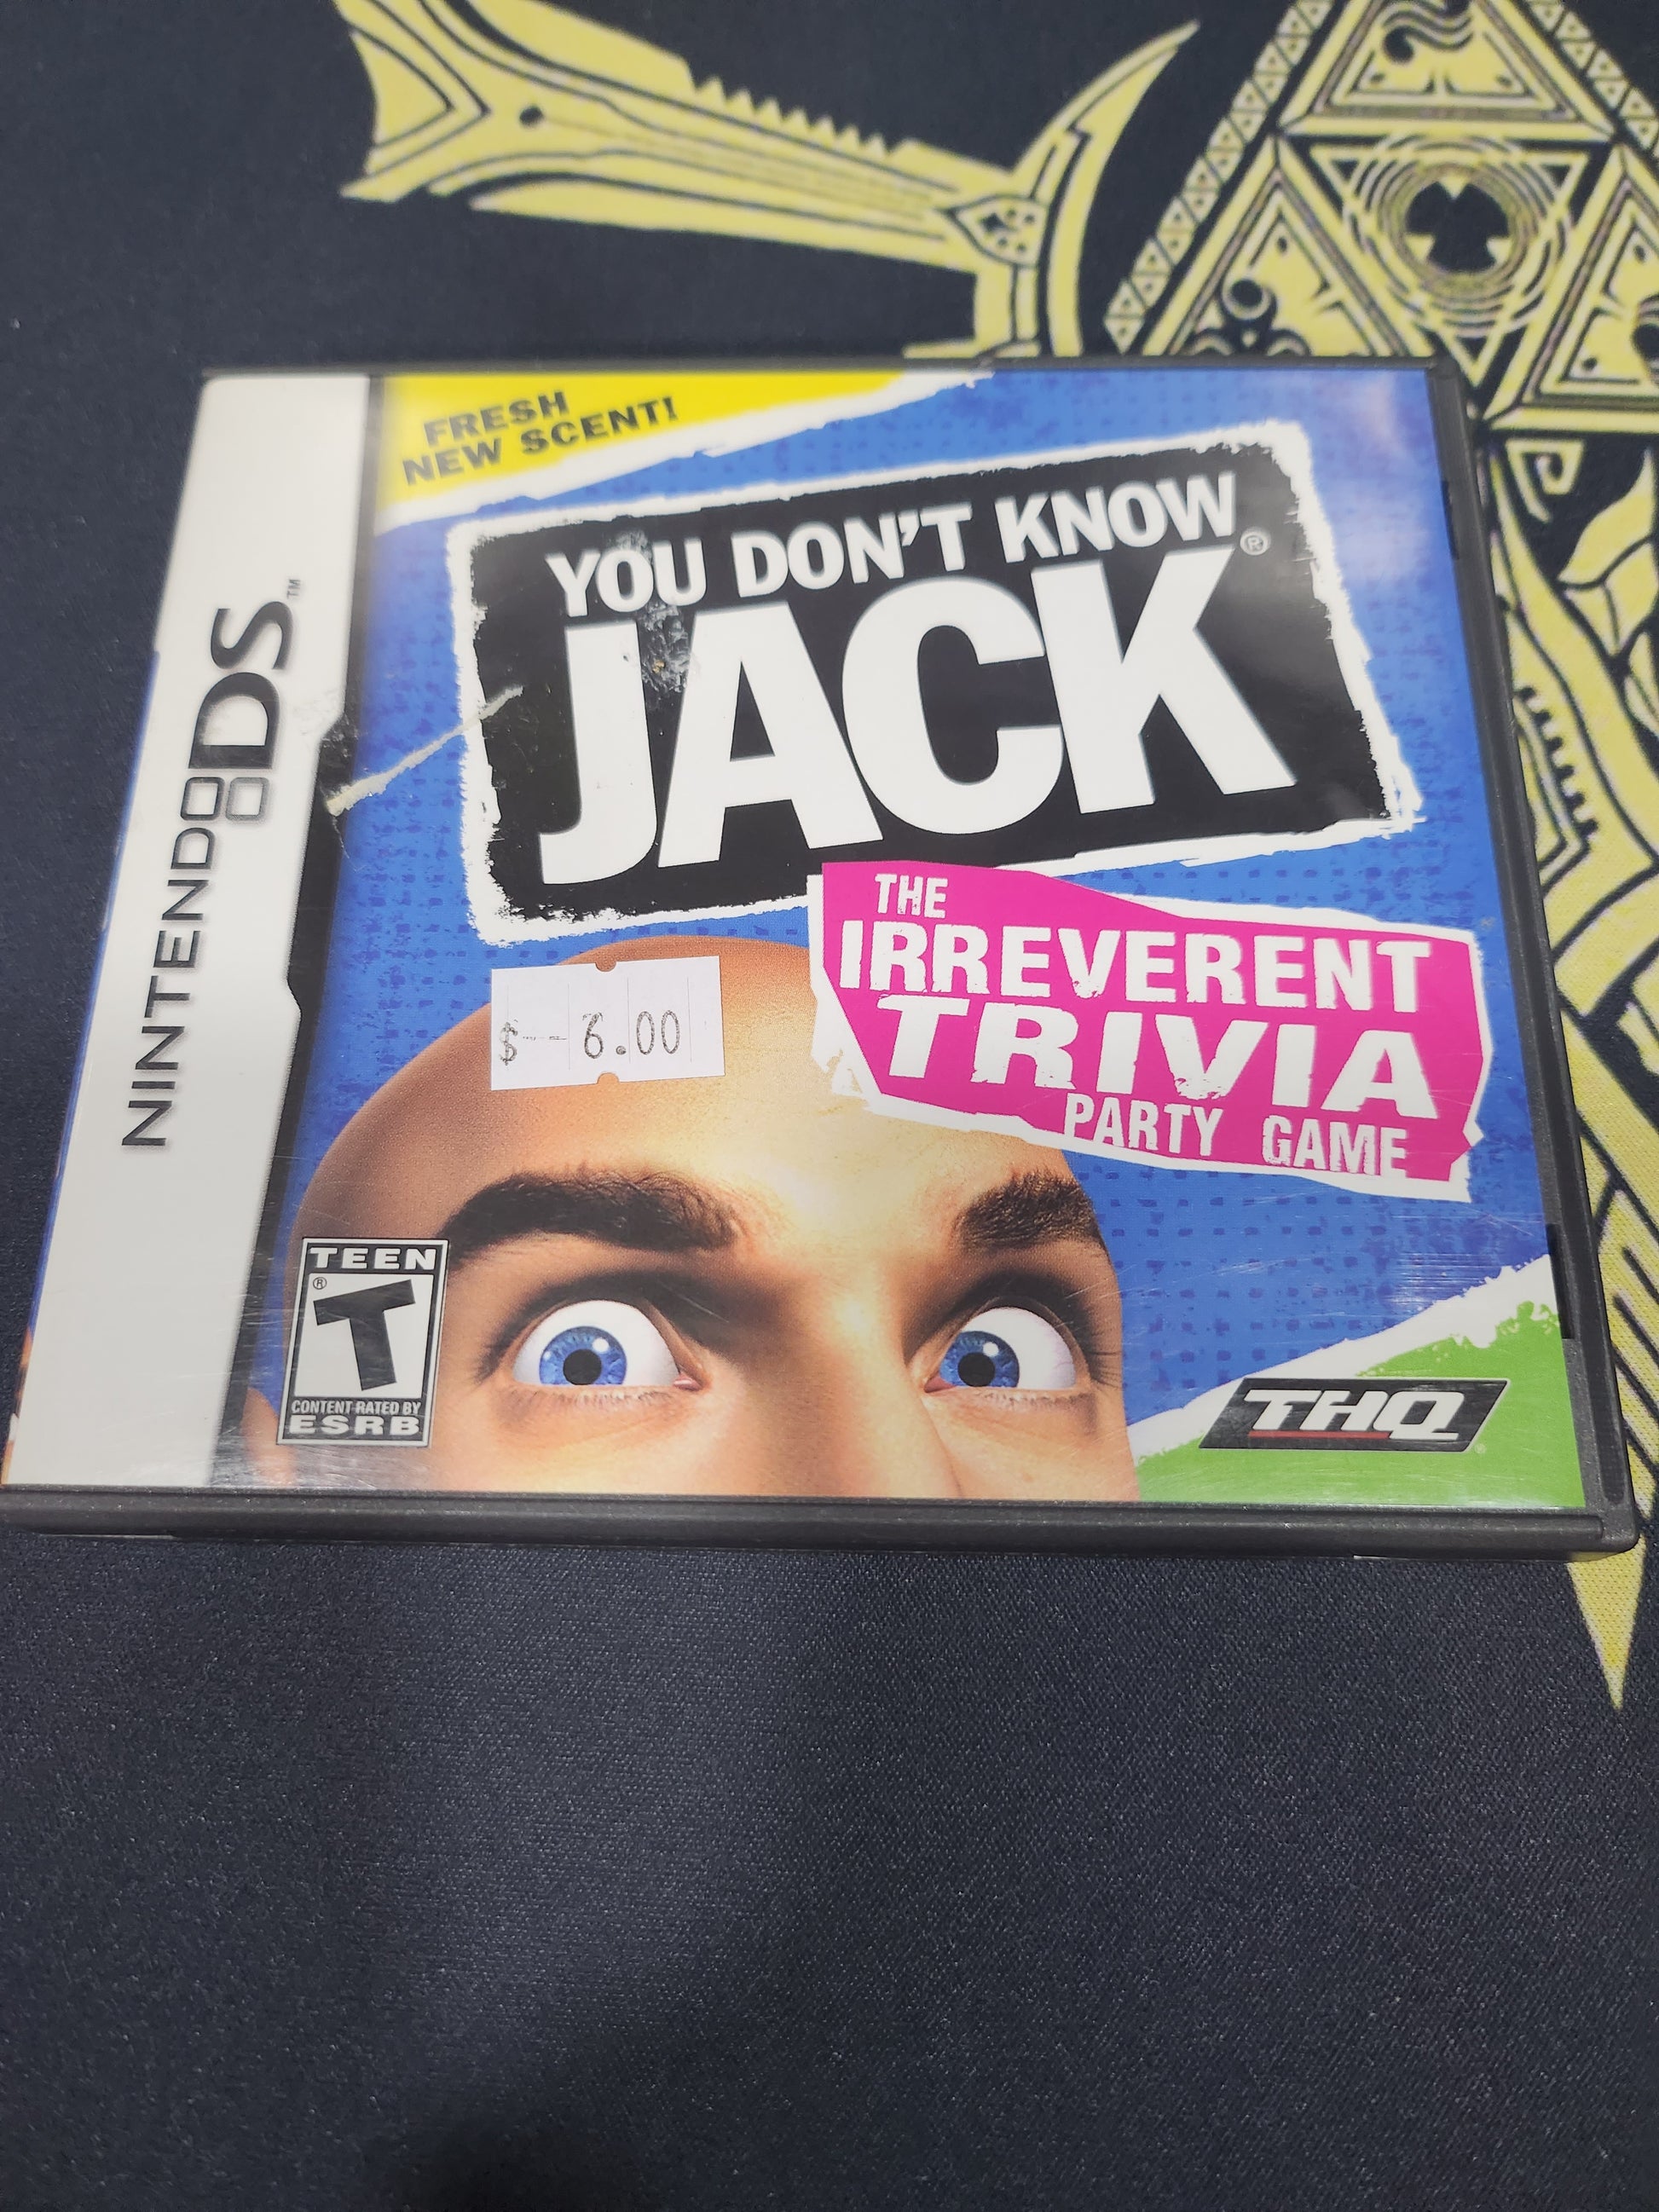 FRESH
NEW SCENT!
YOU DON'T KNOW
JACK®
THE
IRREVERENT
TRIVIA
PARTY GAME
$ 6.00
NINTENDO DS™
TEEN
T®
CONTENT RATED BY
ESRB
THQ®